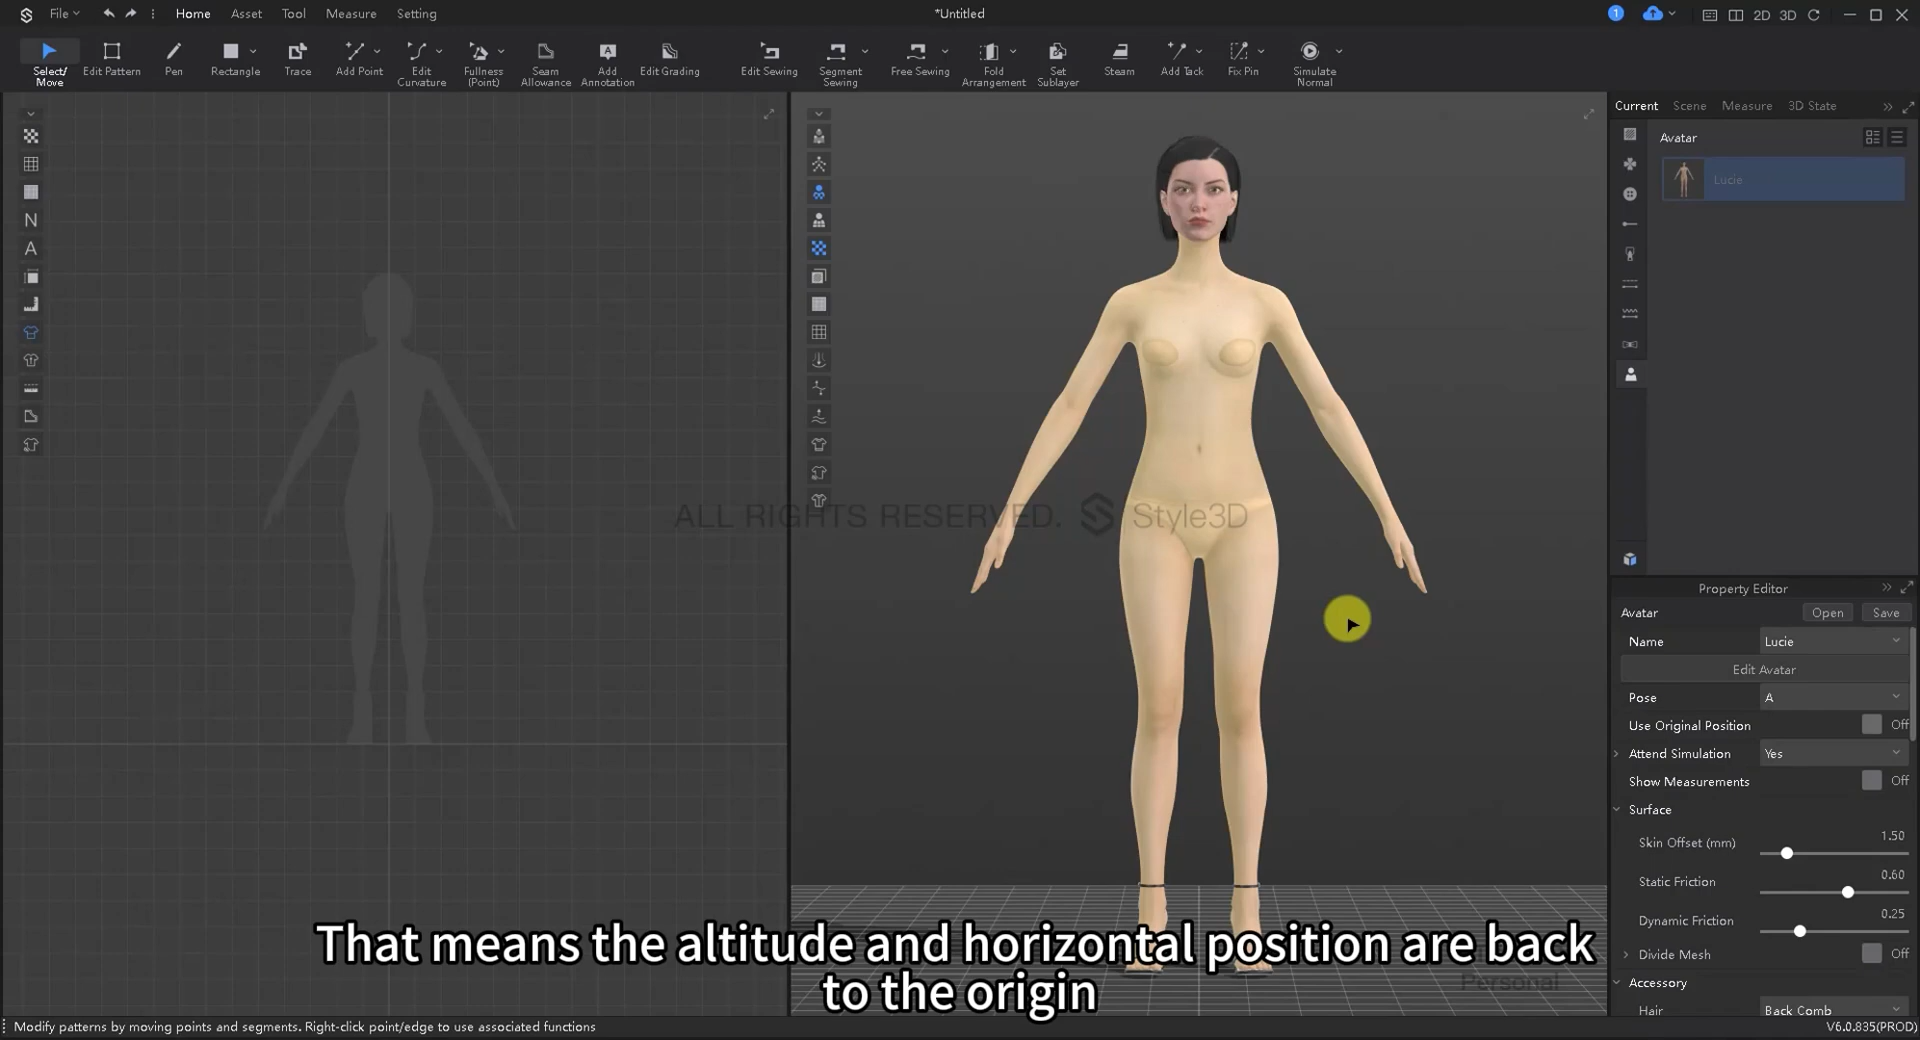 File
Home
Asset
Tool
Measure
Setting
*Untitled
1
2D
3D
Select/
Move
Edit Pattern
Pen
Rectangle
Trace
Add Point
Edit
Curvature
Fullness
(Point)
Seam
Allowance
Add
Annotation
Edit Grading
Edit Sewing
Segment
Sewing
Free Sewing
Fold
Arrangement
Set
Sublayer
Steam
Add Tack
Fix Pin
Simulate
Normal
Current
Scene
Measure
3D State
Avatar
Lucie
ALL RIGHTS RESERVED. Style3D
Property Editor
Avatar
Open
Save
Name
Lucie
Edit Avatar
Pose
A
Use Original Position
Off
Attend Simulation
Yes
Show Measurements
Off
Surface
Skin Offset (mm)
1.50
Static Friction
0.60
Dynamic Friction
0.25
Divide Mesh
Off
Accessory
Hair
Back Comb
That means the altitude and horizontal position are back
to the origin
Personal
Modify patterns by moving points and segments. Right-click point/edge to use associated functions
V6.0.835(PROD)